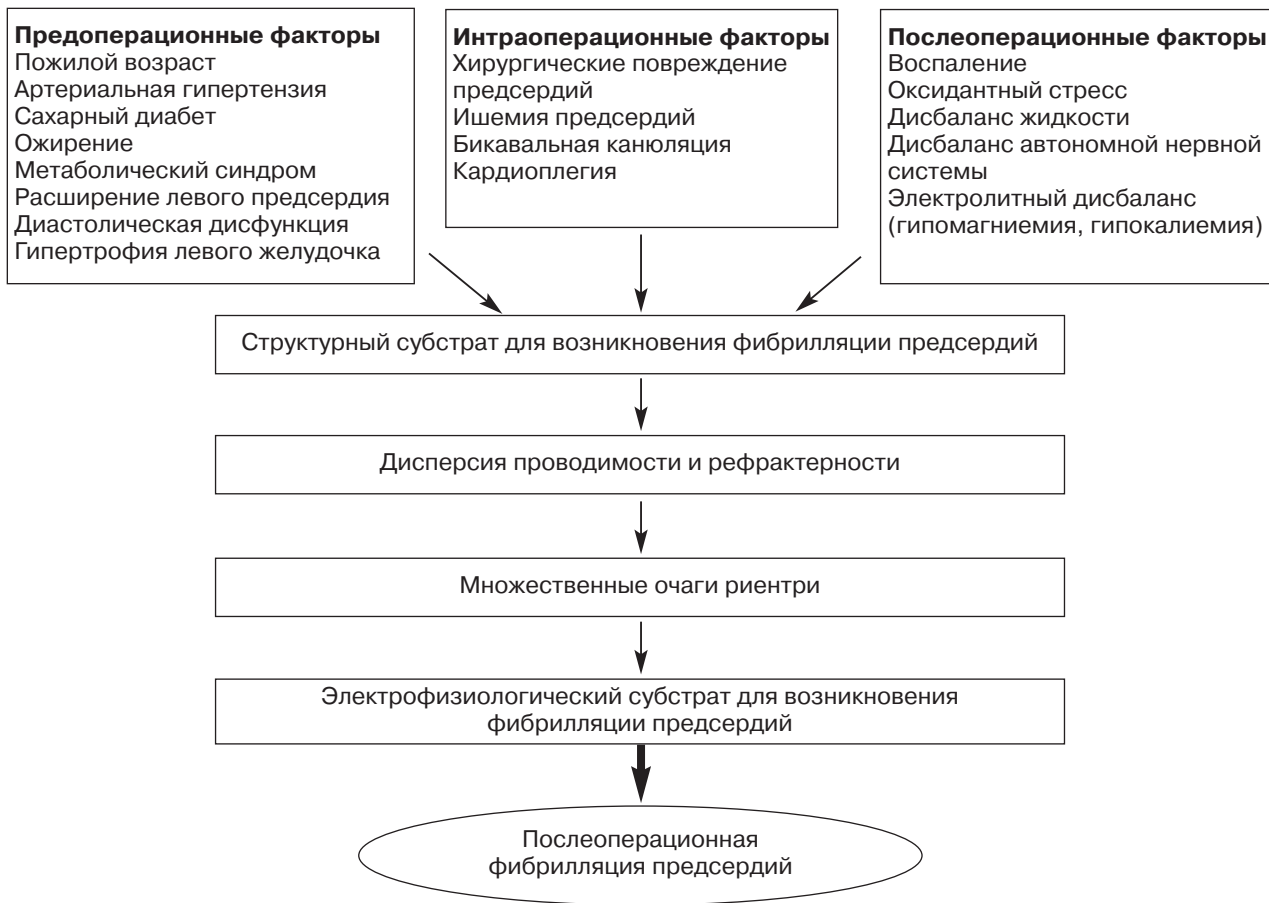 Предоперационные факторы
Пожилой возраст
Артериальная гипертензия
Сахарный диабет
Ожирение
Метаболический синдром
Расширение левого предсердия
Диастолическая дисфункция
Гипертрофия левого желудочка
Интраоперационные факторы
Хирургические повреждение
предсердий
Ишемия предсердий
Бикавальная канюляция
Кардиоплегия
Послеоперационные факторы
Воспаление
Оксидантный стресс
Дисбаланс жидкости
Дисбаланс автономной нервной
системы
Электролитный дисбаланс
(гипомагниемия, гипокалиемия)
Структурный субстрат для возникновения фибрилляции предсердий
Дисперсия проводимости и рефрактерности
Множественные очаги риентри
Электрофизиологический субстрат для возникновения
фибрилляции предсердий
Послеоперационная
фибрилляция предсердий